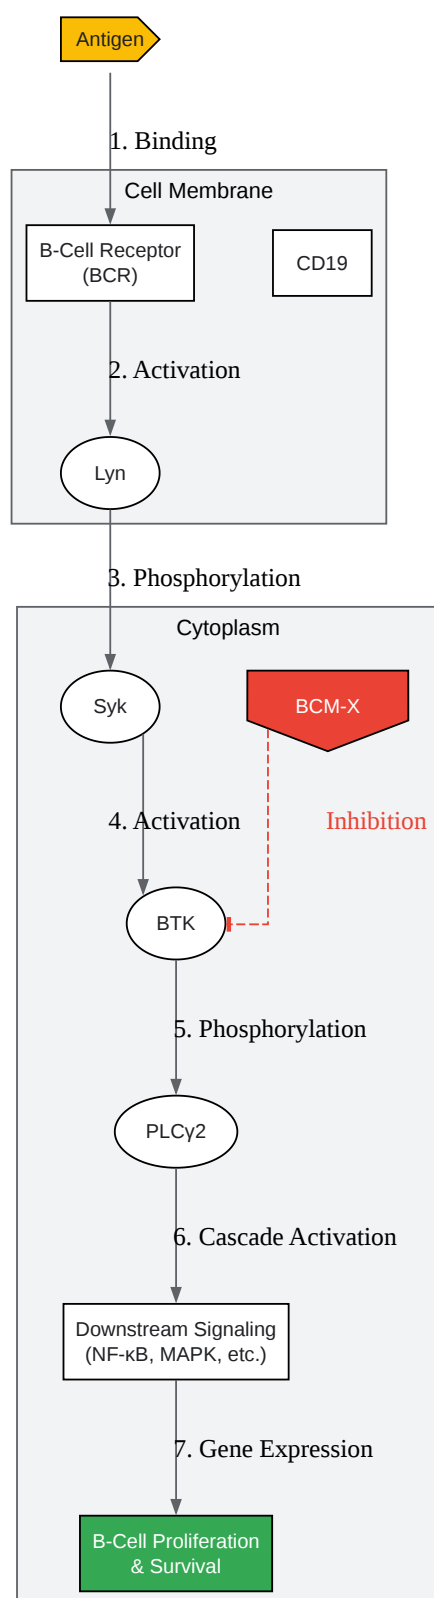 Antigen
1. Binding
Cell Membrane
B-Cell Receptor
(BCR)
CD19
2. Activation
Lyn
3. Phosphorylation
Cytoplasm
Syk
BCM-X
4. Activation
Inhibition
BTK
5. Phosphorylation
PLCγ2
6. Cascade Activation
Downstream Signaling
(NF-κB, MAPK, etc.)
7. Gene Expression
B-Cell Proliferation
& Survival